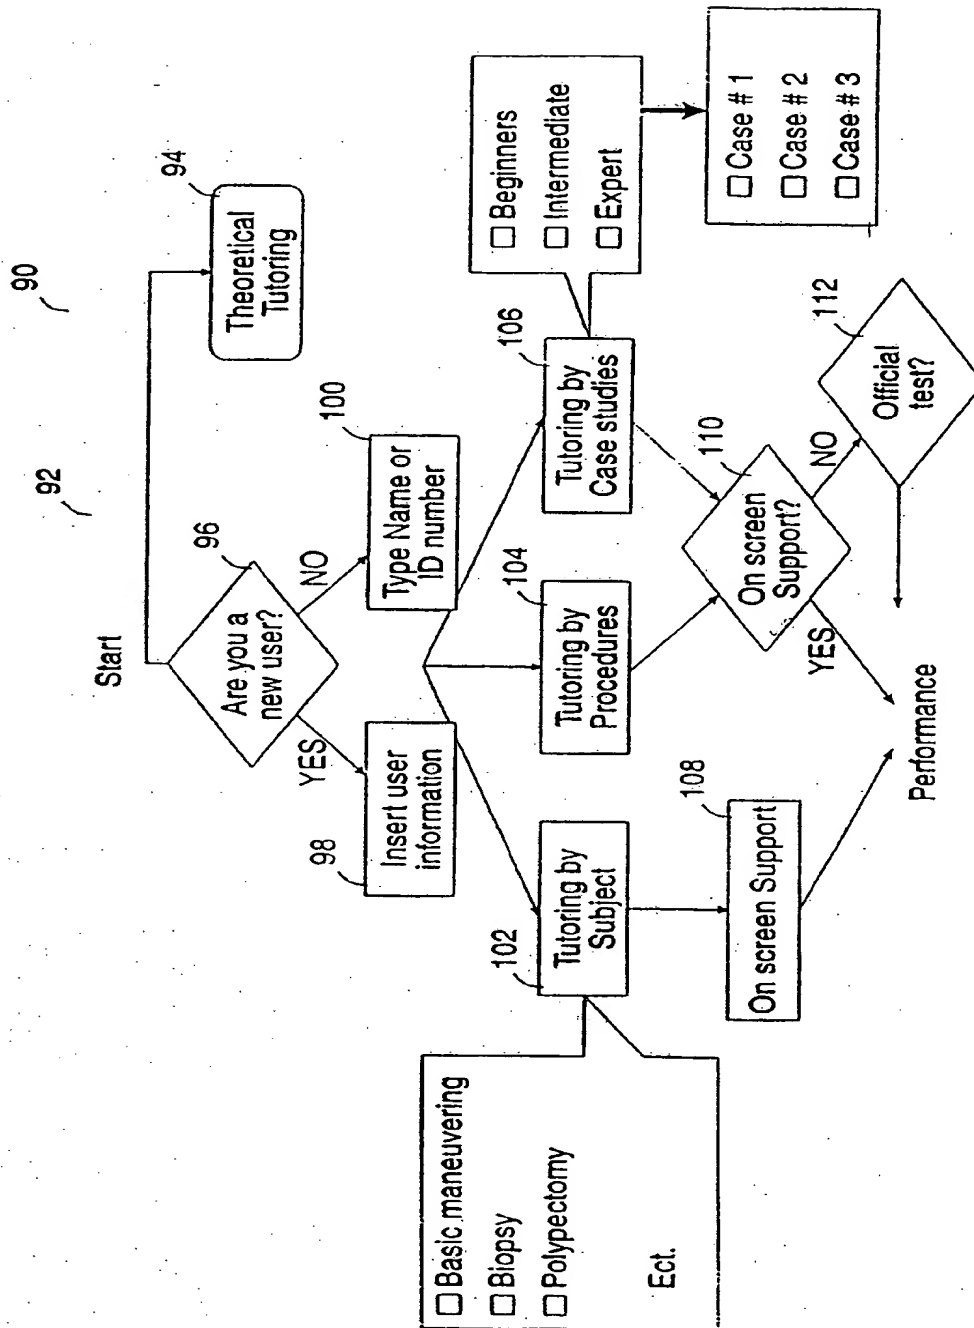 90
92
Start
94
Theoretical
Tutoring
96
Are you a
new user?
YES
NO
98
Insert user
information
100
Type Name or
ID number
102
Tutoring by
Subject
104
Tutoring by
Procedures
106
Tutoring by
Case studies
☐ Basic maneuvering
☐ Biopsy
☐ Polypectomy
Ect.
☐ Beginners
☐ Intermediate
☐ Expert
☐ Case # 1
☐ Case # 2
☐ Case # 3
108
On screen Support
110
On screen
Support?
YES
NO
112
Official
test?
Performance